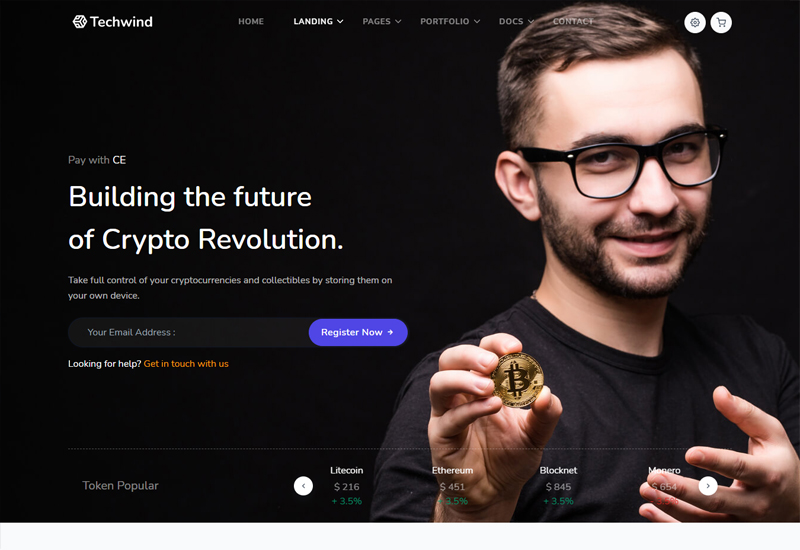 Techwind
HOME LANDING PAGES PORTFOLIO DOCS CONTACT
Pay with CE
Building the future
of Crypto Revolution.
Take full control of your cryptocurrencies and collectibles by storing them on
your own device.
Your Email Address :
Register Now
Looking for help? Get in touch with us
Token Popular
Litecoin Ethereum Blocknet Monero
$ 216 $ 451 $ 845 $ 654
+ 3.5% + 3.5%